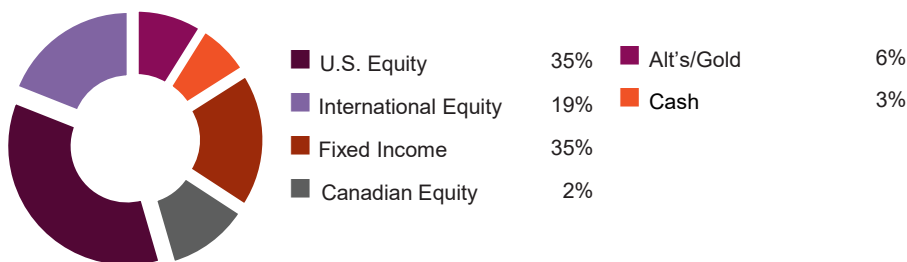 U.S. Equity 35%
International Equity 19%
Fixed Income 35%
Canadian Equity 2%
Alt's/Gold 6%
Cash 3%